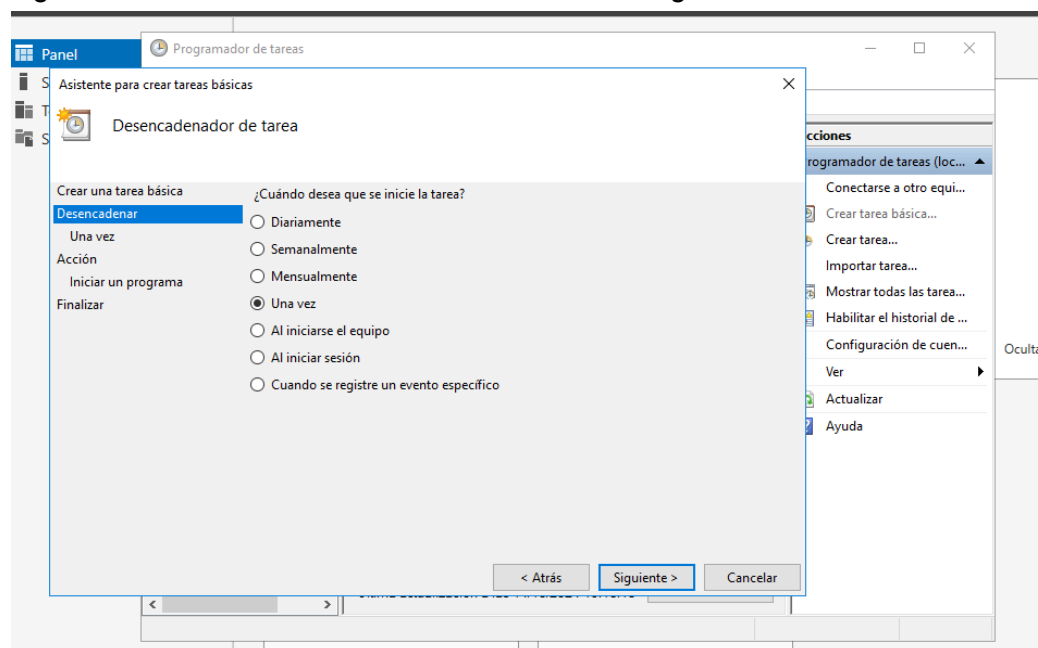 Panel
Programador de tareas
S
Asistente para crear tareas básicas
T
Desencadenador de tarea
S
cciones
rogramador de tareas (loc...
Crear una tarea básica
¿Cuándo desea que se inicie la tarea?
Conectarse a otro equi...
Desencadenar
Diariamente
Crear tarea básica...
Una vez
Semanalmente
Crear tarea...
Acción
Iniciar un programa
Mensualmente
Importar tarea...
Finalizar
Una vez
Mostrar todas las tarea...
Al iniciarse el equipo
Habilitar el historial de ...
Al iniciar sesión
Configuración de cuen...
Oculta
Cuando se registre un evento específico
Ver
Actualizar
Ayuda
< Atrás
Siguiente >
Cancelar